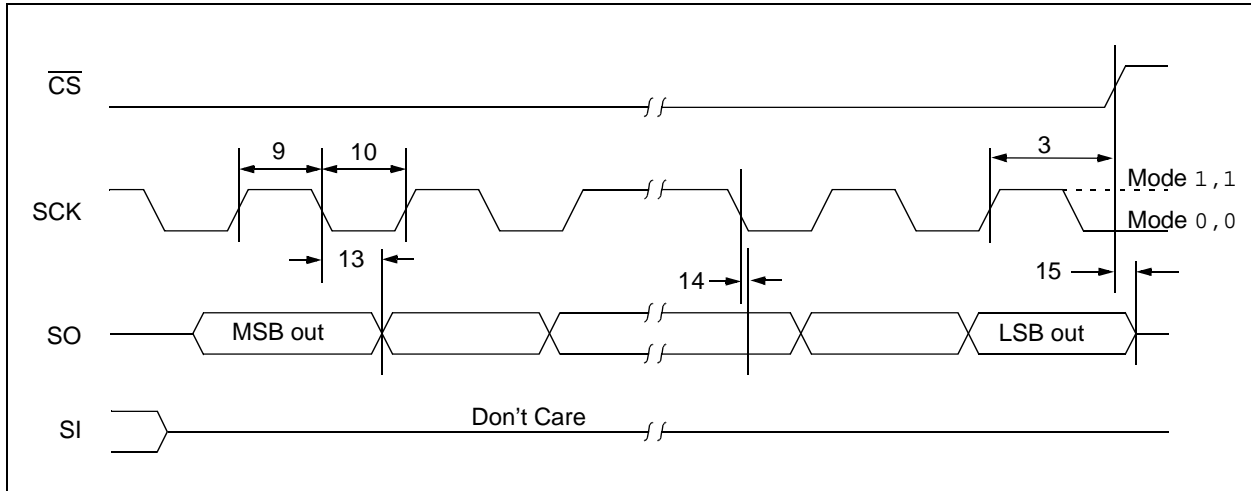 CS
9
10
3
Mode 1,1
SCK
Mode 0,0
13
14
15
SO
MSB out
LSB out
Don't Care
SI